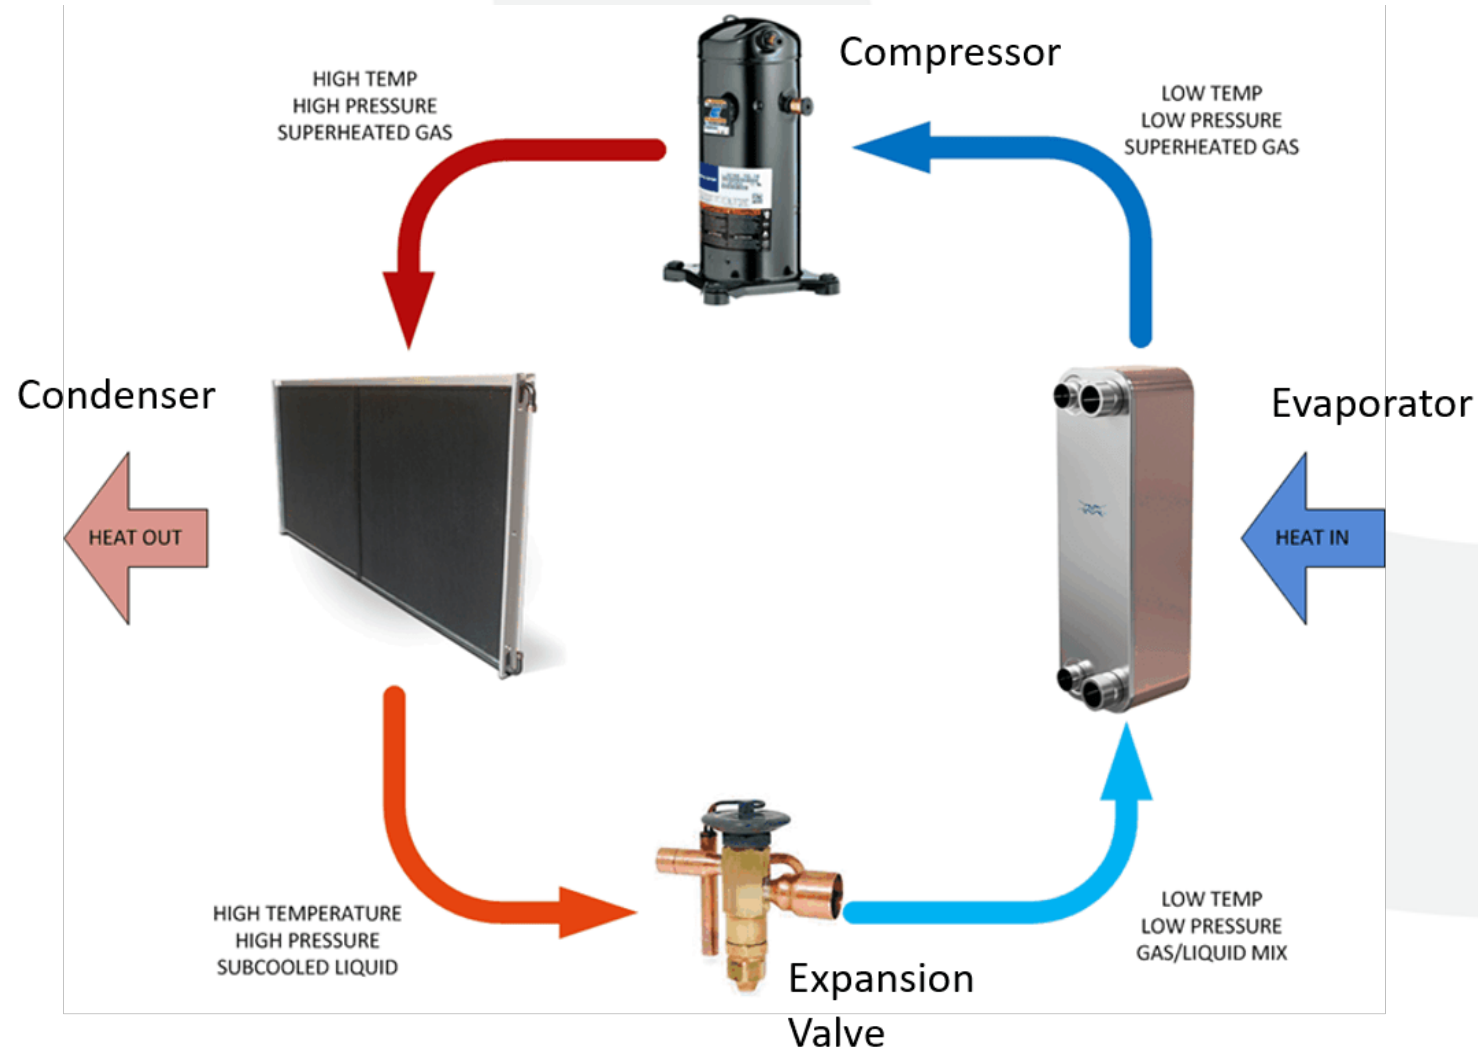 Compressor
HIGH TEMP
HIGH PRESSURE
SUPERHEATED GAS
LOW TEMP
LOW PRESSURE
SUPERHEATED GAS
Condenser
Evaporator
HEAT OUT
HEAT IN
HIGH TEMPERATURE
HIGH PRESSURE
SUBCOOLED LIQUID
LOW TEMP
LOW PRESSURE
GAS/LIQUID MIX
Expansion
Valve